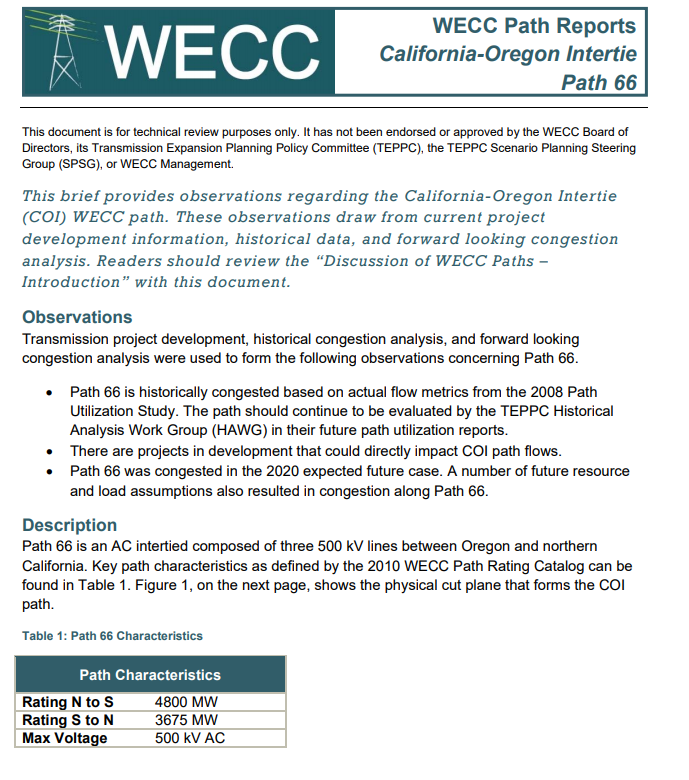 WECC
WECC Path Reports
California-Oregon Intertie
Path 66
This document is for technical review purposes only. It has not been endorsed or approved by the WECC Board of
Directors, its Transmission Expansion Planning Policy Committee (TEPPC), the TEPPC Scenario Planning Steering
Group (SPSG), or WECC Management.
This brief provides observations regarding the California-Oregon Intertie
(COI) WECC path. These observations draw from current project
development information, historical data, and forward looking congestion
analysis. Readers should review the “Discussion of WECC Paths –
Introduction” with this document.
Observations
Transmission project development, historical congestion analysis, and forward looking
congestion analysis were used to form the following observations concerning Path 66.
• Path 66 is historically congested based on actual flow metrics from the 2008 Path
Utilization Study. The path should continue to be evaluated by the TEPPC Historical
Analysis Work Group (HAWG) in their future path utilization reports.
• There are projects in development that could directly impact COI path flows.
• Path 66 was congested in the 2020 expected future case. A number of future resource
and load assumptions also resulted in congestion along Path 66.
Description
Path 66 is an AC intertied composed of three 500 kV lines between Oregon and northern
California. Key path characteristics as defined by the 2010 WECC Path Rating Catalog can be
found in Table 1. Figure 1, on the next page, shows the physical cut plane that forms the COI
path.
Table 1: Path 66 Characteristics
Path Characteristics
Rating N to S 4800 MW
Rating S to N 3675 MW
Max Voltage 500 kV AC